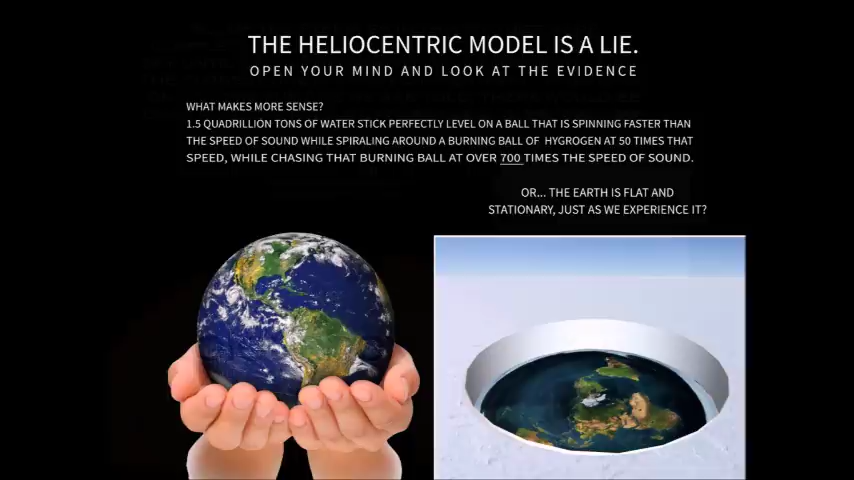 THE HELIOCENTRIC MODEL IS A LIE.
OPEN YOUR MIND AND LOOK AT THE EVIDENCE
WHAT MAKES MORE SENSE?
1.5 QUADRILLION TONS OF WATER STICK PERFECTLY LEVEL ON A BALL THAT IS SPINNING FASTER THAN
THE SPEED OF SOUND WHILE SPIRALING AROUND A BURNING BALL OF HYGROGEN AT 50 TIMES THAT
SPEED, WHILE CHASING THAT BURNING BALL AT OVER 700 TIMES THE SPEED OF SOUND.
OR... THE EARTH IS FLAT AND
STATIONARY, JUST AS WE EXPERIENCE IT?